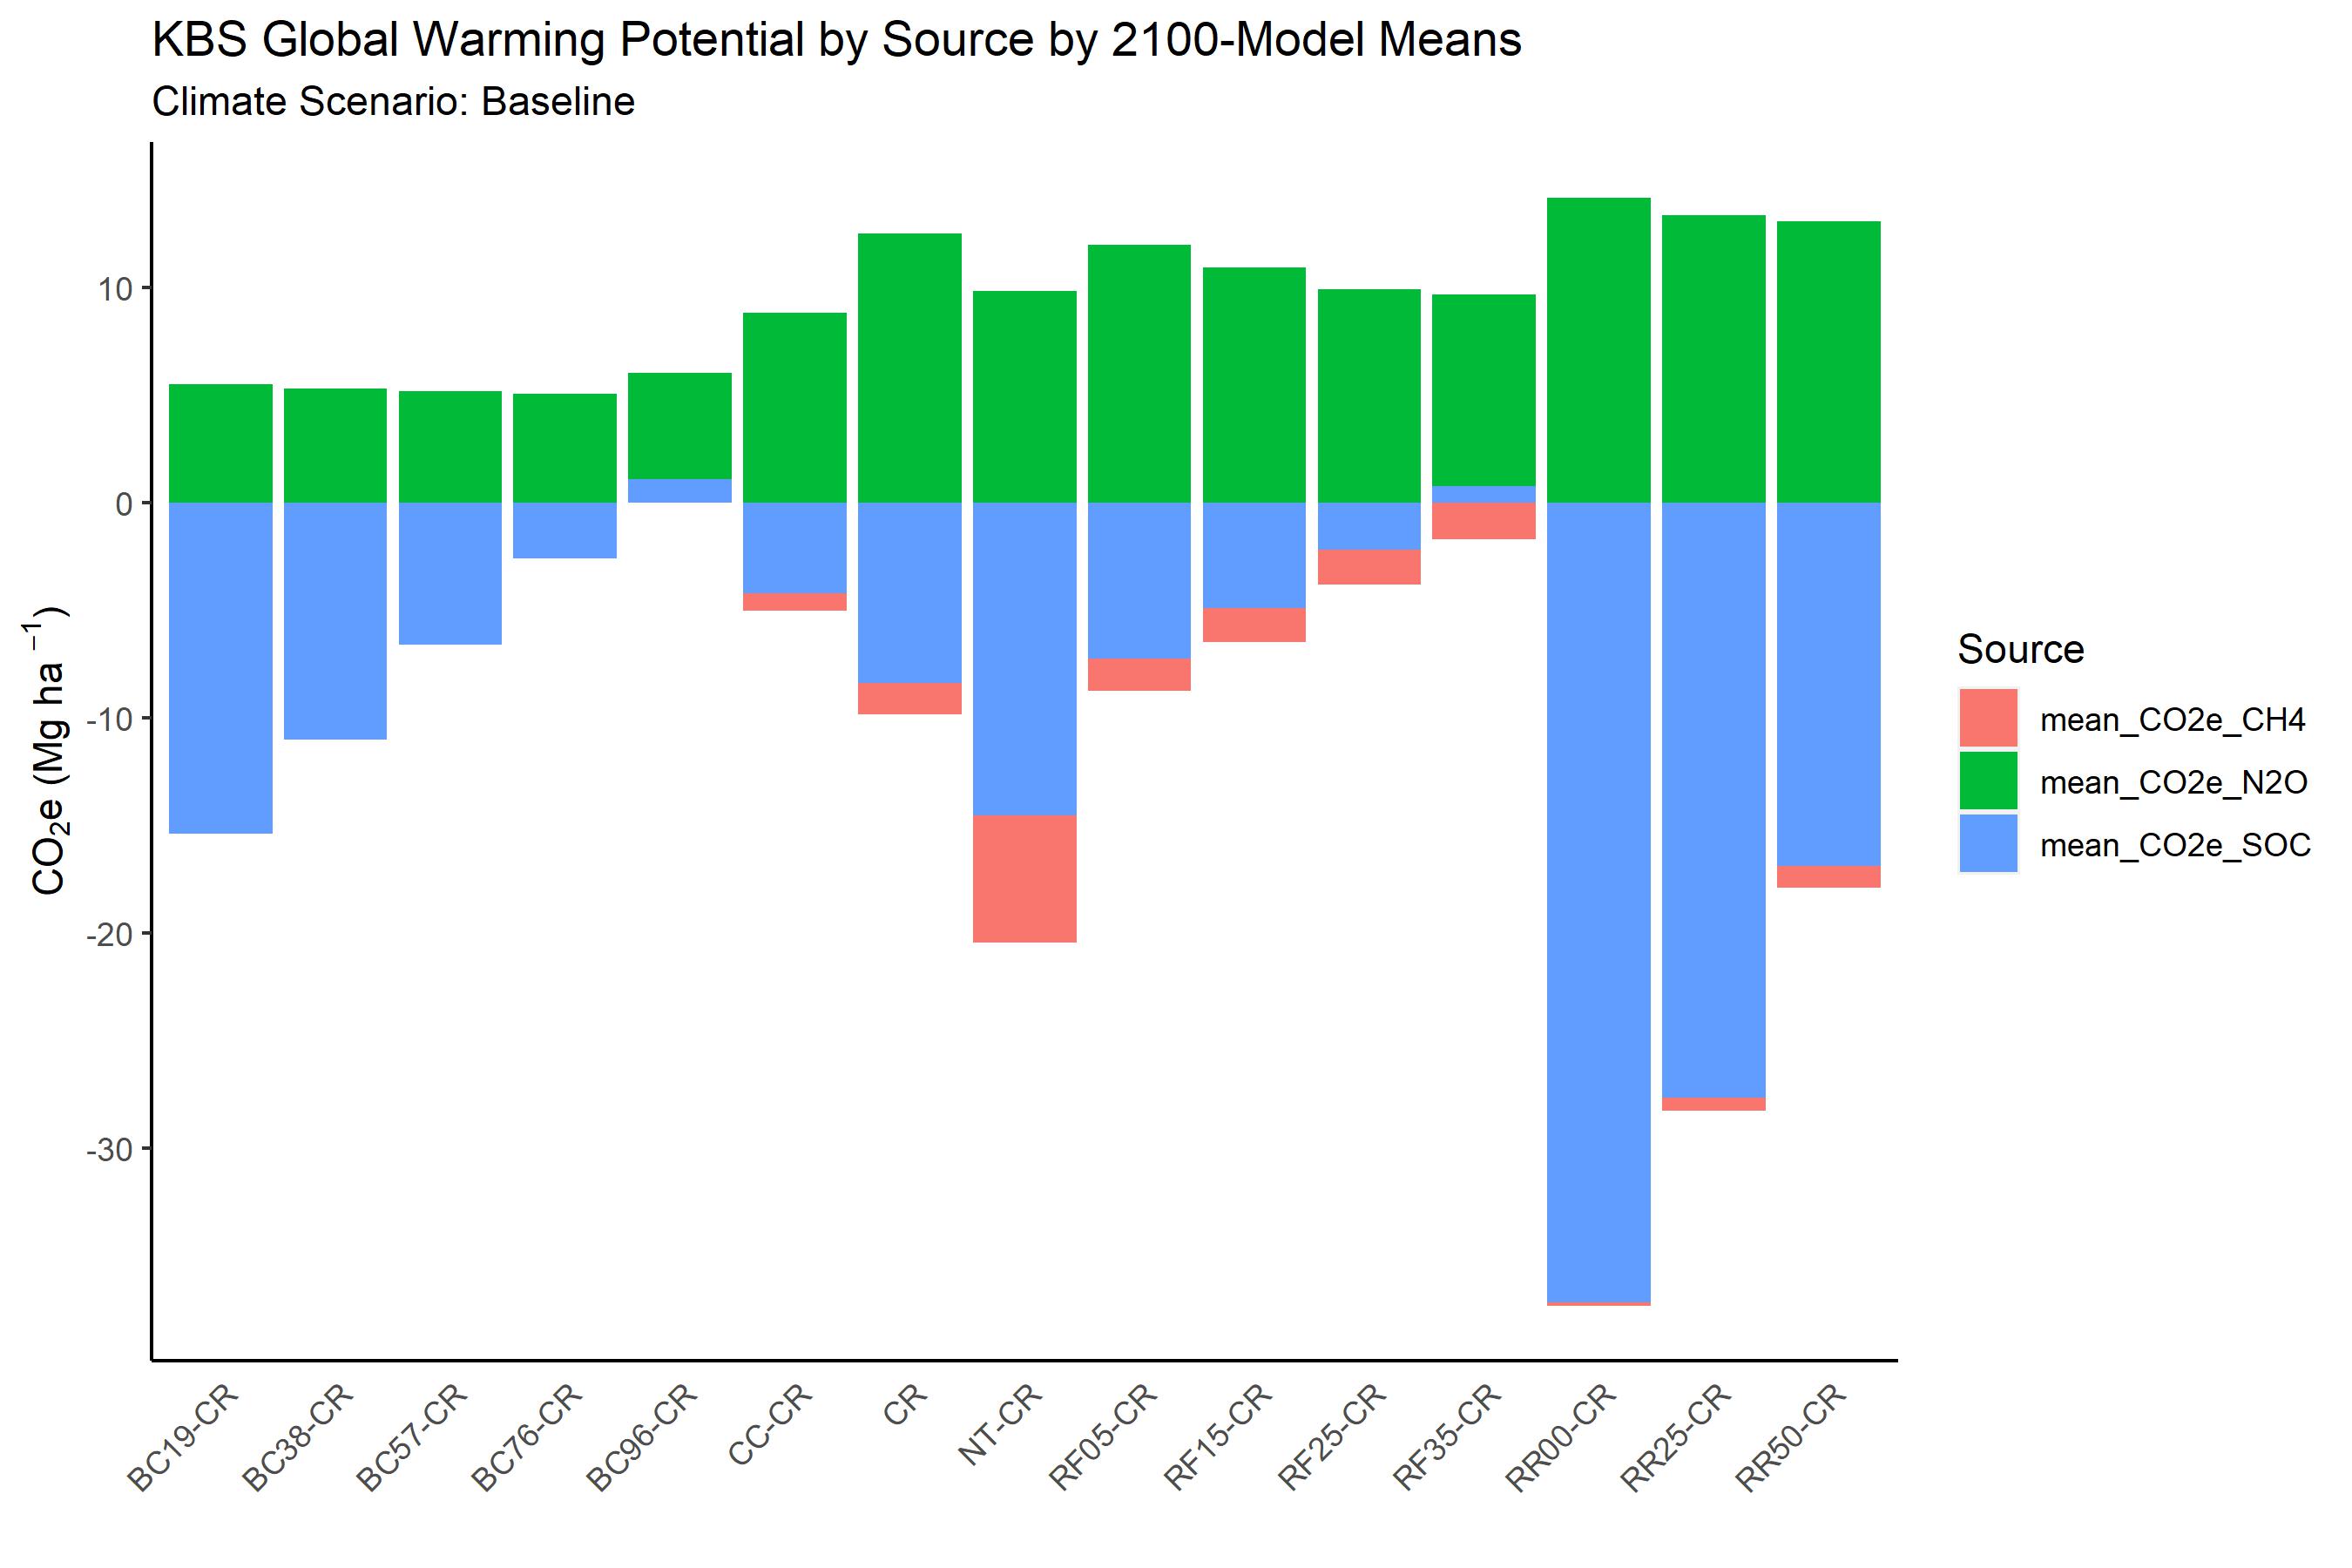 KBS Global Warming Potential by Source by 2100-Model Means
Climate Scenario: Baseline
CO₂e (Mg ha ⁻¹)
10
0
-10
-20
-30
BC19-CR
BC38-CR
BC57-CR
BC76-CR
BC96-CR
CC-CR
CR
NT-CR
RF05-CR
RF15-CR
RF25-CR
RF35-CR
RR00-CR
RR25-CR
RR50-CR
Source
mean_CO2e_CH4
mean_CO2e_N2O
mean_CO2e_SOC